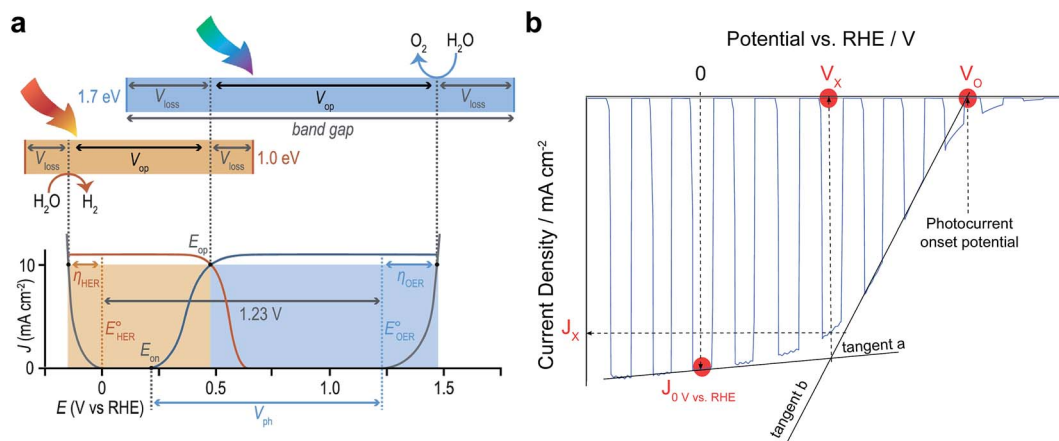 a
O₂ H₂O
1.7 eV
V_loss V_op V_loss
band gap
V_loss V_op V_loss
1.0 eV
H₂O H₂
E_op
10
η_HER η_OER
1.23 V
E°_HER E°_OER
E_on
J (mA cm⁻²)
0
0 0.5 1.0 1.5
E (V vs RHE)
V_ph
b
Potential vs. RHE / V
0 V_X V_O
Current Density / mA cm⁻²
Photocurrent
onset potential
J_X
tangent a
J_0 V vs. RHE
tangent b